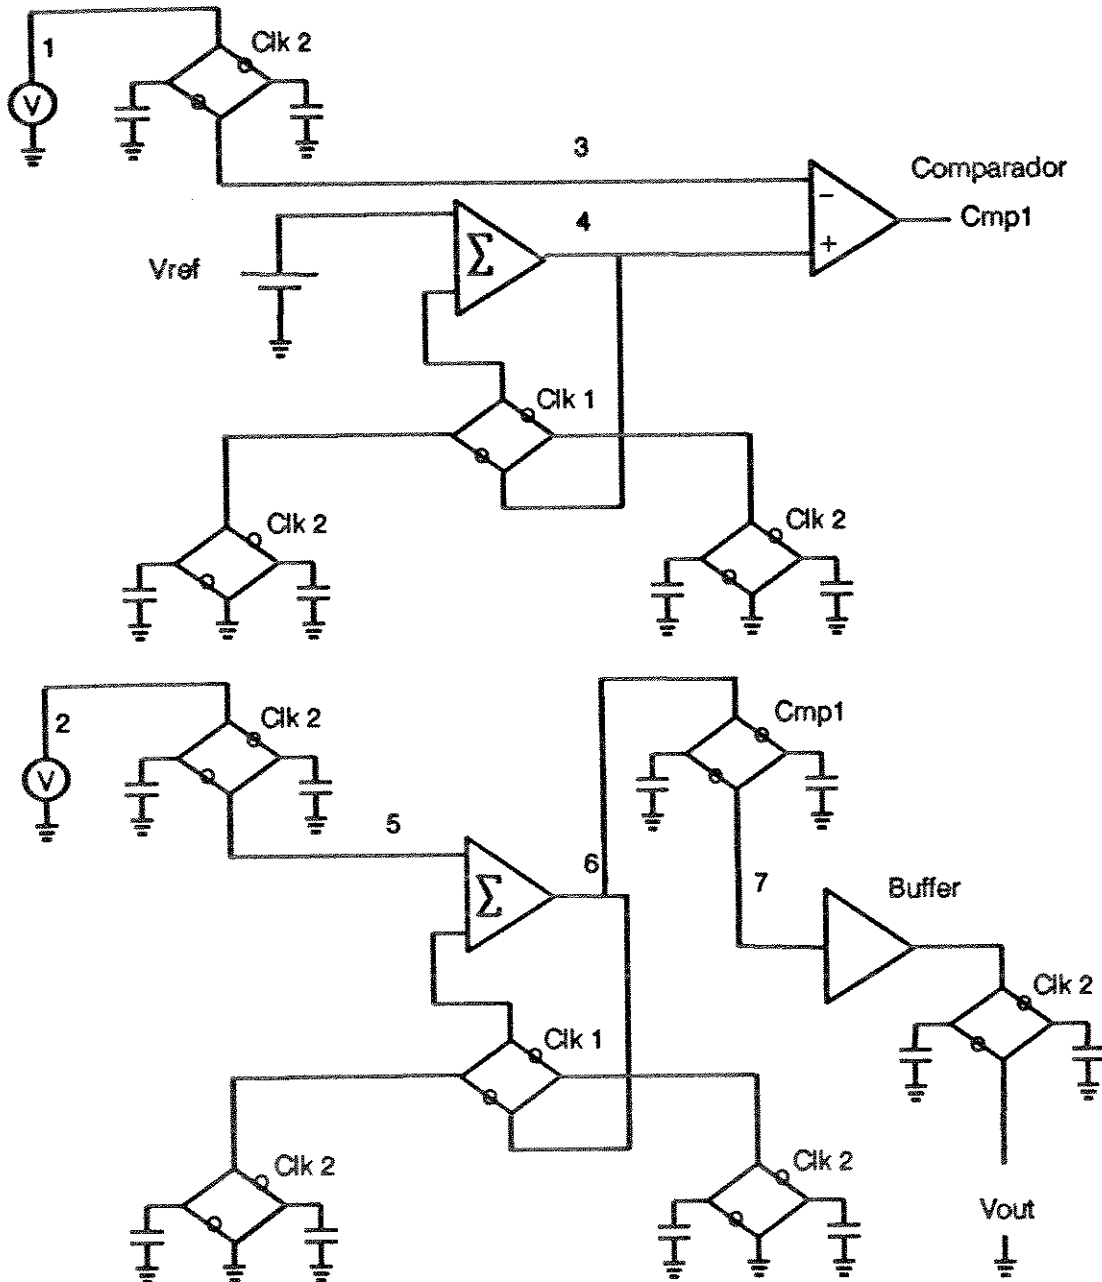 1
Clk 2
V
3
Comparador
−
Cmp1
4
Σ
+
Vref
Clk 1
Clk 2
Clk 2
2
Clk 2
Cmp1
V
5
6
7
Σ
Buffer
Clk 2
Clk 1
Clk 2
Clk 2
Vout